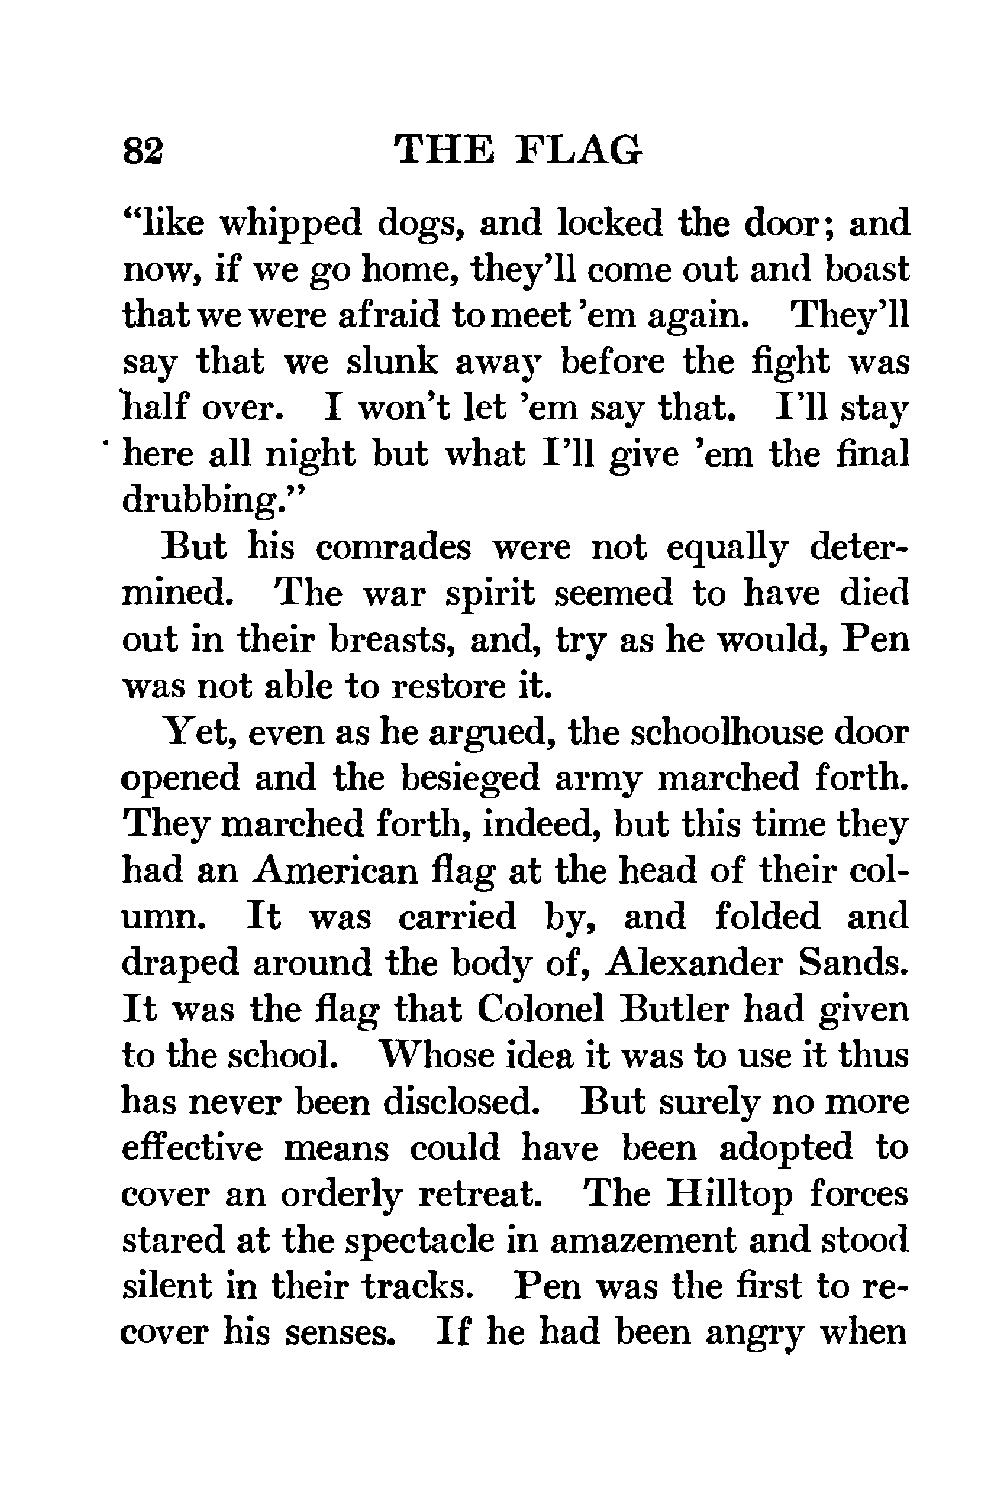 82 THE FLAG
“like whipped dogs, and locked the door; and
now, if we go home, they’ll come out and boast
that we were afraid to meet ’em again. They’ll
say that we slunk away before the fight was
half over. I won’t let ’em say that. I’ll stay
here all night but what I’ll give ’em the final
drubbing.”
But his comrades were not equally deter-
mined. The war spirit seemed to have died
out in their breasts, and, try as he would, Pen
was not able to restore it.
Yet, even as he argued, the schoolhouse door
opened and the besieged army marched forth.
They marched forth, indeed, but this time they
had an American flag at the head of their col-
umn. It was carried by, and folded and
draped around the body of, Alexander Sands.
It was the flag that Colonel Butler had given
to the school. Whose idea it was to use it thus
has never been disclosed. But surely no more
effective means could have been adopted to
cover an orderly retreat. The Hilltop forces
stared at the spectacle in amazement and stood
silent in their tracks. Pen was the first to re-
cover his senses. If he had been angry when